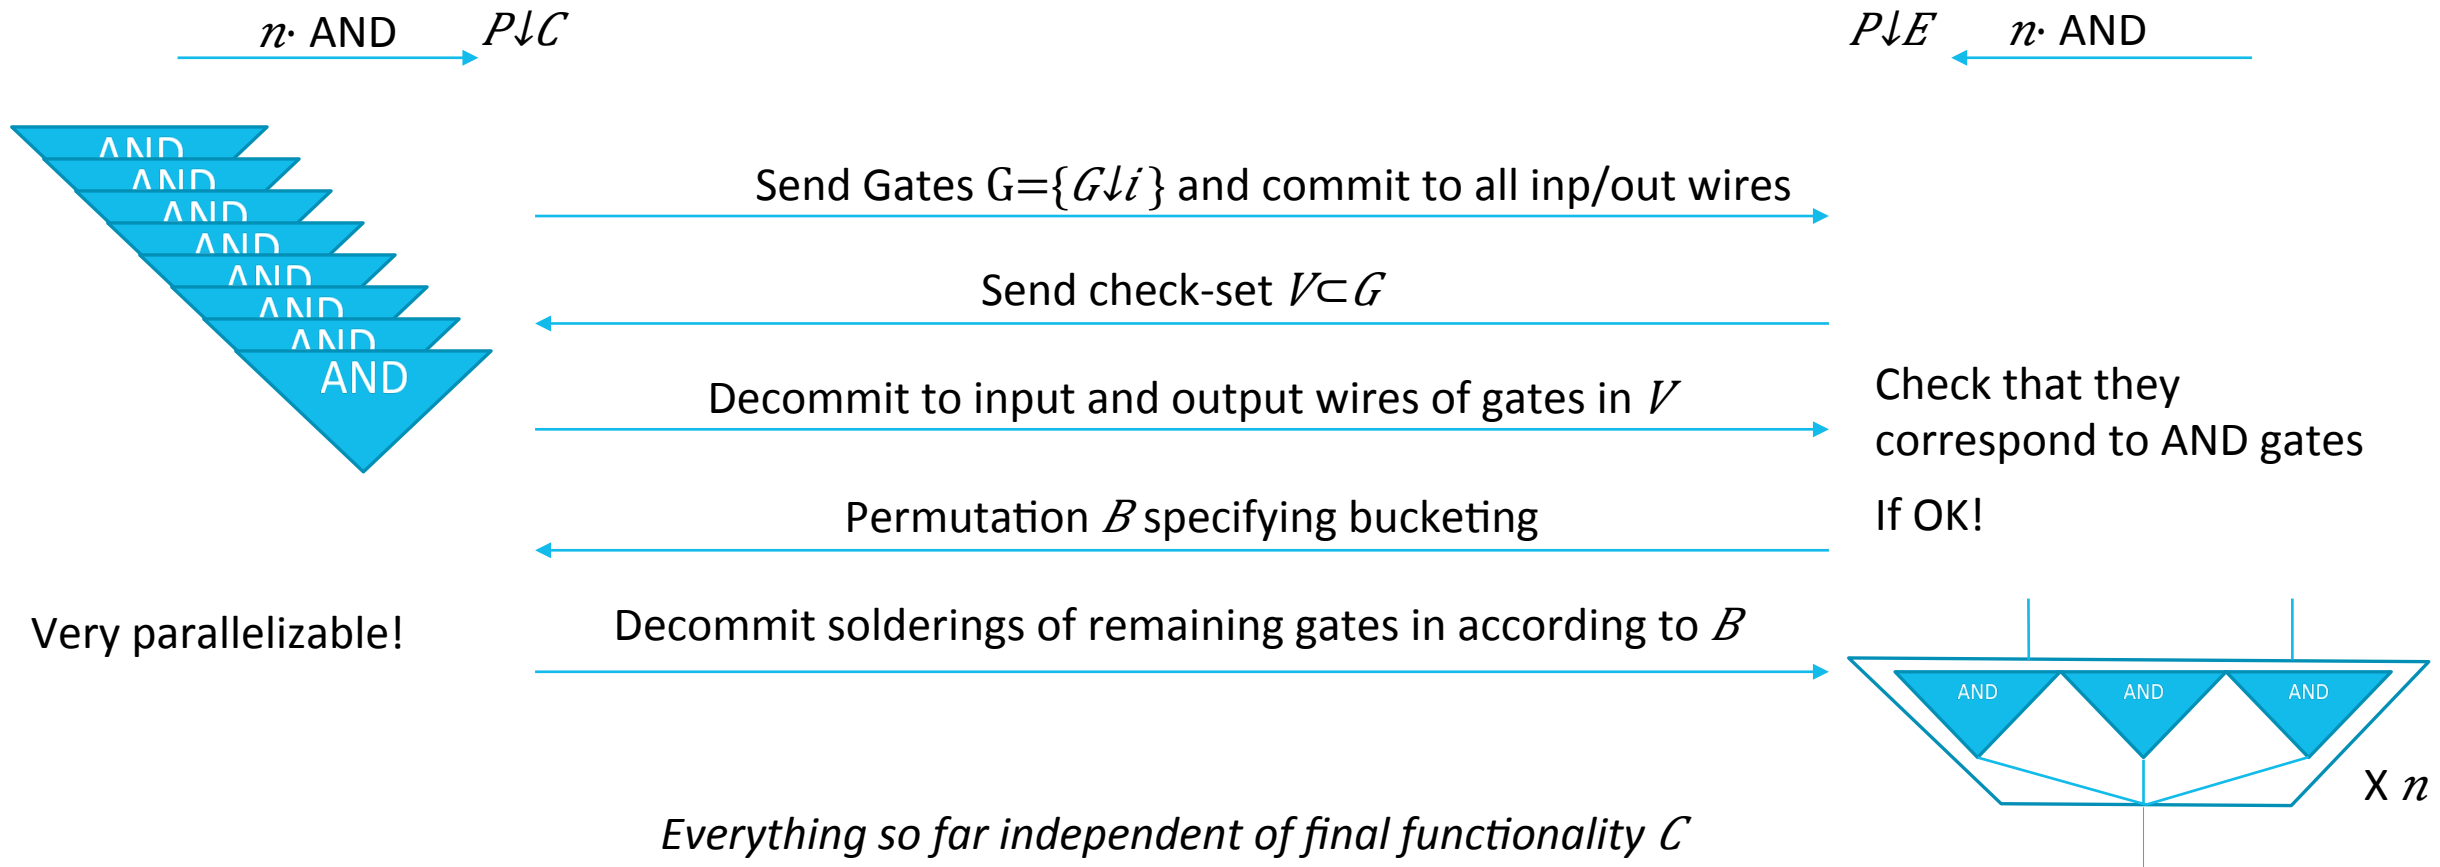 n· AND
P↓C
P↓E
n· AND
AND
AND
AND
AND
AND
AND
AND
AND
Send Gates G={G↓i } and commit to all inp/out wires
Send check-set V⊂G
Decommit to input and output wires of gates in V
Check that they
correspond to AND gates
Permutation B specifying bucketing
If OK!
Very parallelizable!
Decommit solderings of remaining gates in according to B
AND
AND
AND
X n
Everything so far independent of final functionality C